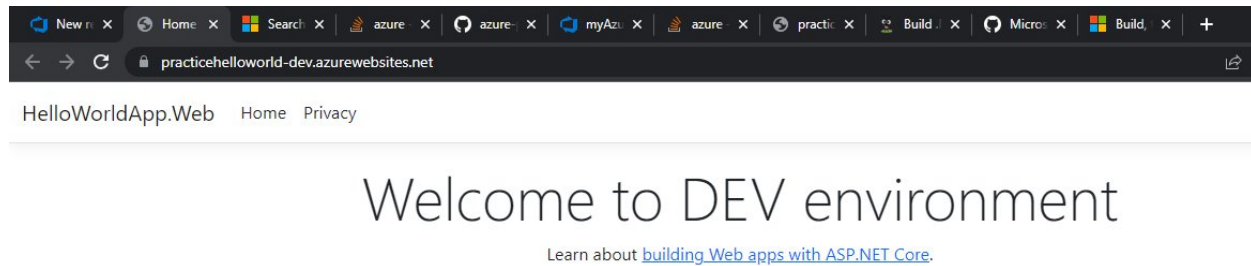 New r Home Search azure - azure- myAzu azure - practic Build . Micros Build,
practicehelloworld-dev.azurewebsites.net
HelloWorldApp.Web Home Privacy
Welcome to DEV environment
Learn about building Web apps with ASP.NET Core.